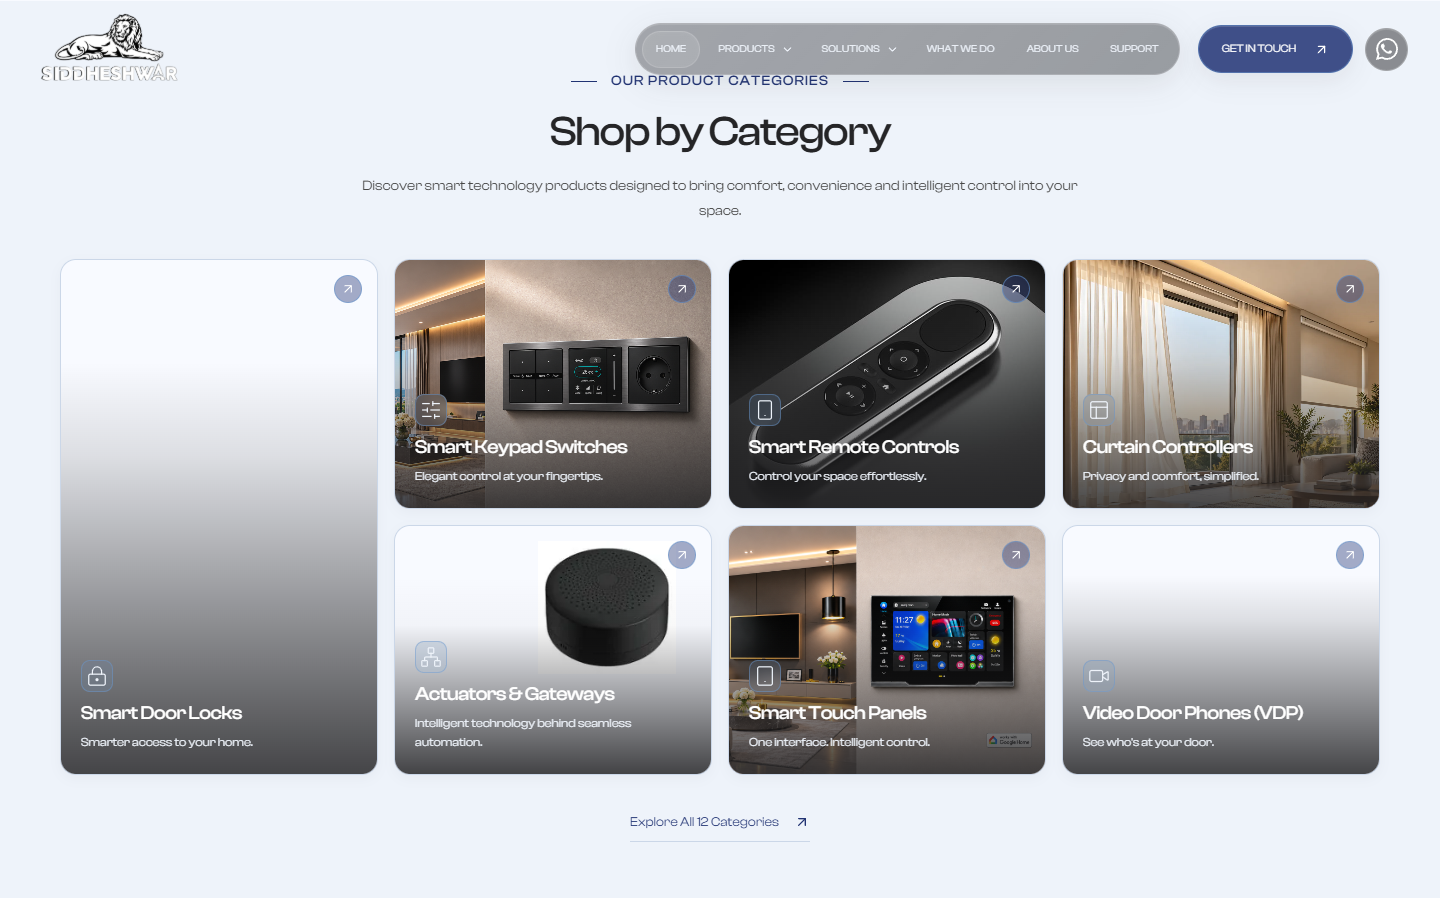 SIDDHESHWAR
HOME PRODUCTS SOLUTIONS WHAT WE DO ABOUT US SUPPORT
GET IN TOUCH
OUR PRODUCT CATEGORIES
Shop by Category
Discover smart technology products designed to bring comfort, convenience and intelligent control into your
space.
Smart Keypad Switches
Elegant control at your fingertips.
Smart Remote Controls
Control your space effortlessly.
Curtain Controllers
Privacy and comfort, simplified.
Smart Door Locks
Smarter access to your home.
Actuators & Gateways
Intelligent technology behind seamless
automation.
11:27
Smart Touch Panels
One interface. Intelligent control.
Google Home
Video Door Phones (VDP)
See who's at your door.
Explore All 12 Categories